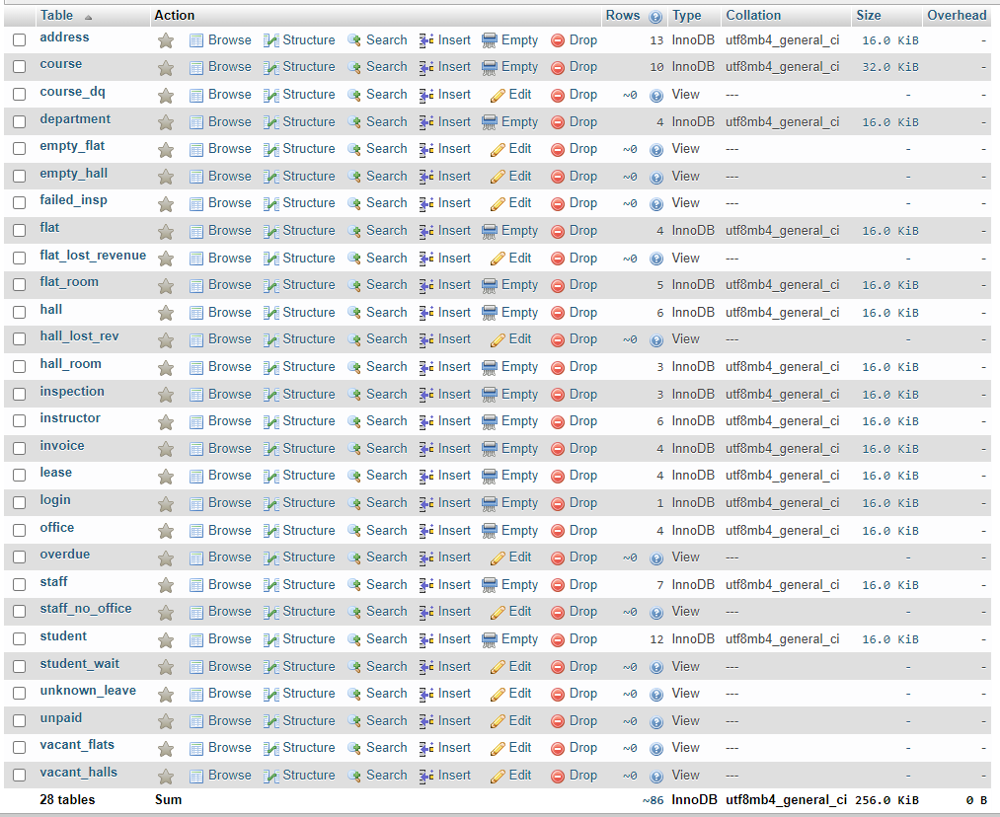 Table Action Rows Type Collation Size Overhead
address Browse Structure Search Insert Empty Drop 13 InnoDB utf8mb4_general_ci 16.0 KiB -
course Browse Structure Search Insert Empty Drop 10 InnoDB utf8mb4_general_ci 32.0 KiB -
course_dq Browse Structure Search Insert Edit Drop ~0 View --- - -
department Browse Structure Search Insert Empty Drop 4 InnoDB utf8mb4_general_ci 16.0 KiB -
empty_flat Browse Structure Search Insert Edit Drop ~0 View --- - -
empty_hall Browse Structure Search Insert Edit Drop ~0 View --- - -
failed_insp Browse Structure Search Insert Edit Drop ~0 View --- - -
flat Browse Structure Search Insert Empty Drop 4 InnoDB utf8mb4_general_ci 16.0 KiB -
flat_lost_revenue Browse Structure Search Insert Edit Drop ~0 View --- - -
flat_room Browse Structure Search Insert Empty Drop 5 InnoDB utf8mb4_general_ci 16.0 KiB -
hall Browse Structure Search Insert Empty Drop 6 InnoDB utf8mb4_general_ci 16.0 KiB -
hall_lost_rev Browse Structure Search Insert Edit Drop ~0 View --- - -
hall_room Browse Structure Search Insert Empty Drop 3 InnoDB utf8mb4_general_ci 16.0 KiB -
inspection Browse Structure Search Insert Empty Drop 3 InnoDB utf8mb4_general_ci 16.0 KiB -
instructor Browse Structure Search Insert Empty Drop 6 InnoDB utf8mb4_general_ci 16.0 KiB -
invoice Browse Structure Search Insert Empty Drop 4 InnoDB utf8mb4_general_ci 16.0 KiB -
lease Browse Structure Search Insert Empty Drop 4 InnoDB utf8mb4_general_ci 16.0 KiB -
login Browse Structure Search Insert Empty Drop 1 InnoDB utf8mb4_general_ci 16.0 KiB -
office Browse Structure Search Insert Empty Drop 4 InnoDB utf8mb4_general_ci 16.0 KiB -
overdue Browse Structure Search Insert Edit Drop ~0 View --- - -
staff Browse Structure Search Insert Empty Drop 7 InnoDB utf8mb4_general_ci 16.0 KiB -
staff_no_office Browse Structure Search Insert Edit Drop ~0 View --- - -
student Browse Structure Search Insert Empty Drop 12 InnoDB utf8mb4_general_ci 16.0 KiB -
student_wait Browse Structure Search Insert Edit Drop ~0 View --- - -
unknown_leave Browse Structure Search Insert Edit Drop ~0 View --- - -
unpaid Browse Structure Search Insert Edit Drop ~0 View --- - -
vacant_flats Browse Structure Search Insert Edit Drop ~0 View --- - -
vacant_halls Browse Structure Search Insert Edit Drop ~0 View --- - -
28 tables Sum ~86 InnoDB utf8mb4_general_ci 256.0 KiB 0 B